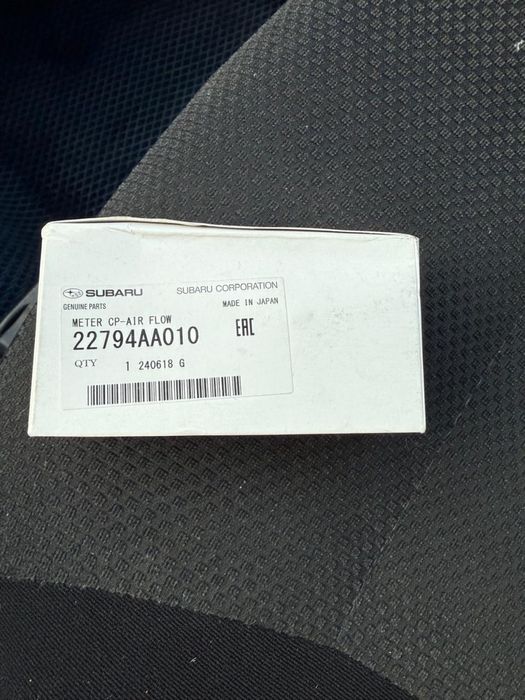 SUBARU SUBARU CORPORATION
GENUINE PARTS MADE IN JAPAN
METER CP-AIR FLOW
22794AA010 EAC
QTY 1 240618 G